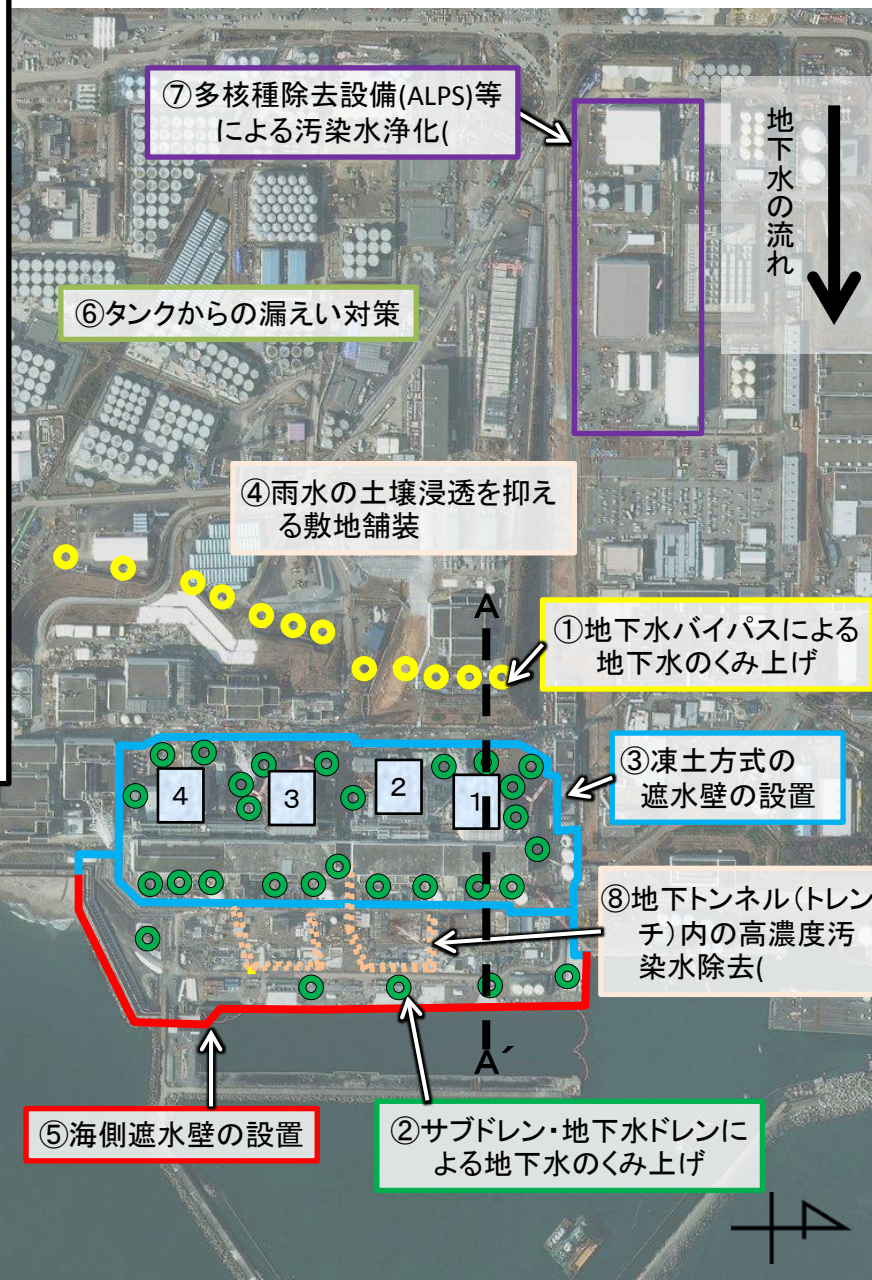 ⑦多核種除去設備(ALPS)等
による汚染水浄化(
地下水の流れ
⑥タンクからの漏えい対策
④雨水の土壌浸透を抑え
る敷地舗装
A
①地下水バイパスによる
地下水のくみ上げ
③凍土方式の
遮水壁の設置
4
3
2
1
⑧地下トンネル(トレン
チ)内の高濃度汚
染水除去(
A´
⑤海側遮水壁の設置
②サブドレン・地下水ドレンに
よる地下水のくみ上げ